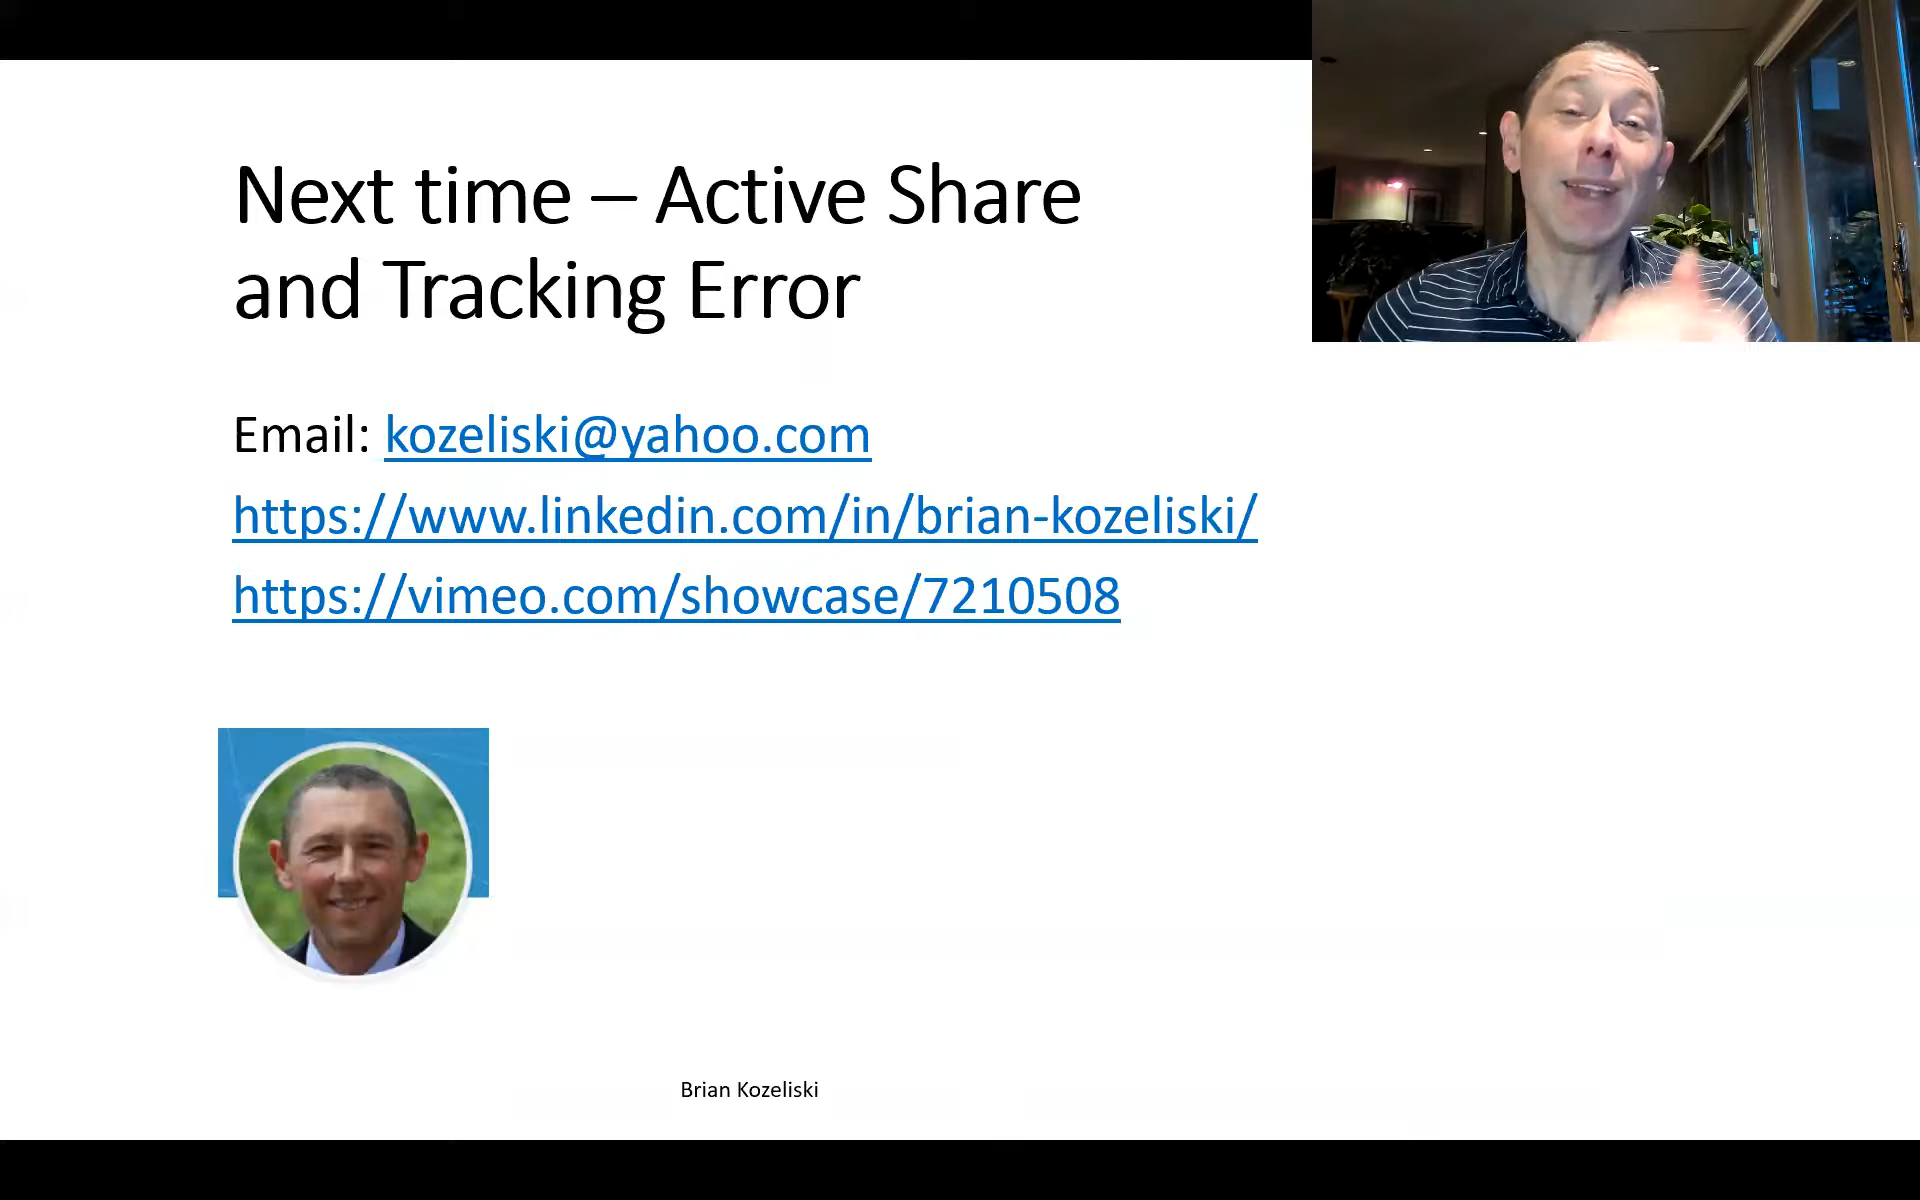 Next time – Active Share
and Tracking Error
Email: kozeliski@yahoo.com
https://www.linkedin.com/in/brian-kozeliski/
https://vimeo.com/showcase/7210508
Brian Kozeliski